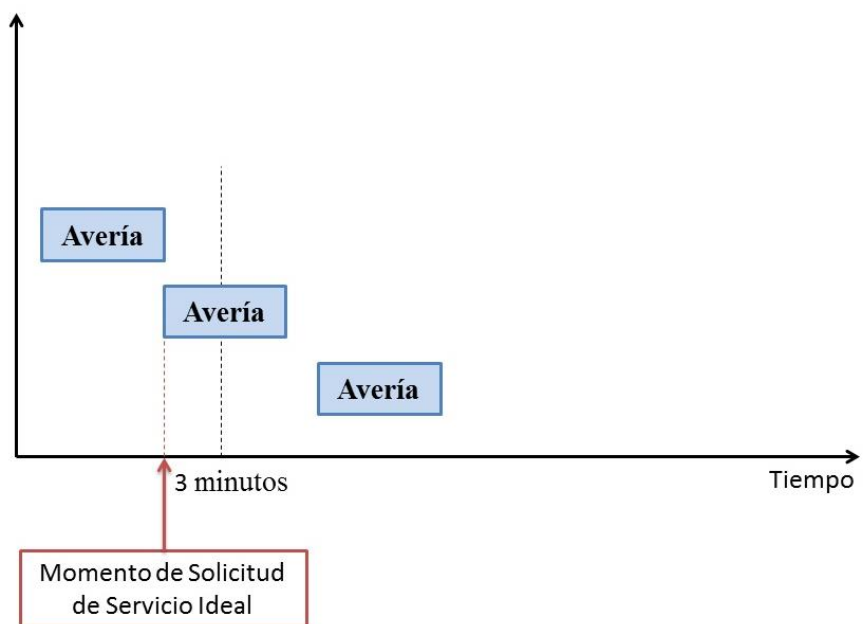 Avería
Avería
Avería
3 minutos
Tiempo
Momento de Solicitud
de Servicio Ideal